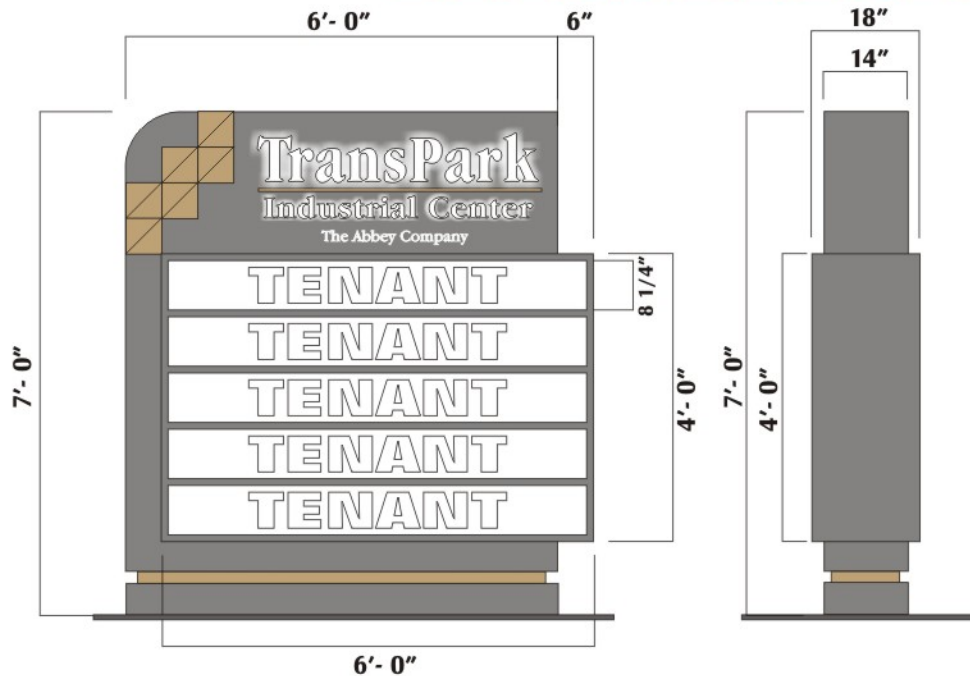 6'- 0" 6" 18"
14"
TransPark
Industrial Center
The Abbey Company
TENANT
8 1/4"
TENANT
TENANT
TENANT
TENANT
7'- 0"
4'- 0"
7'- 0"
4'- 0"
6'- 0"